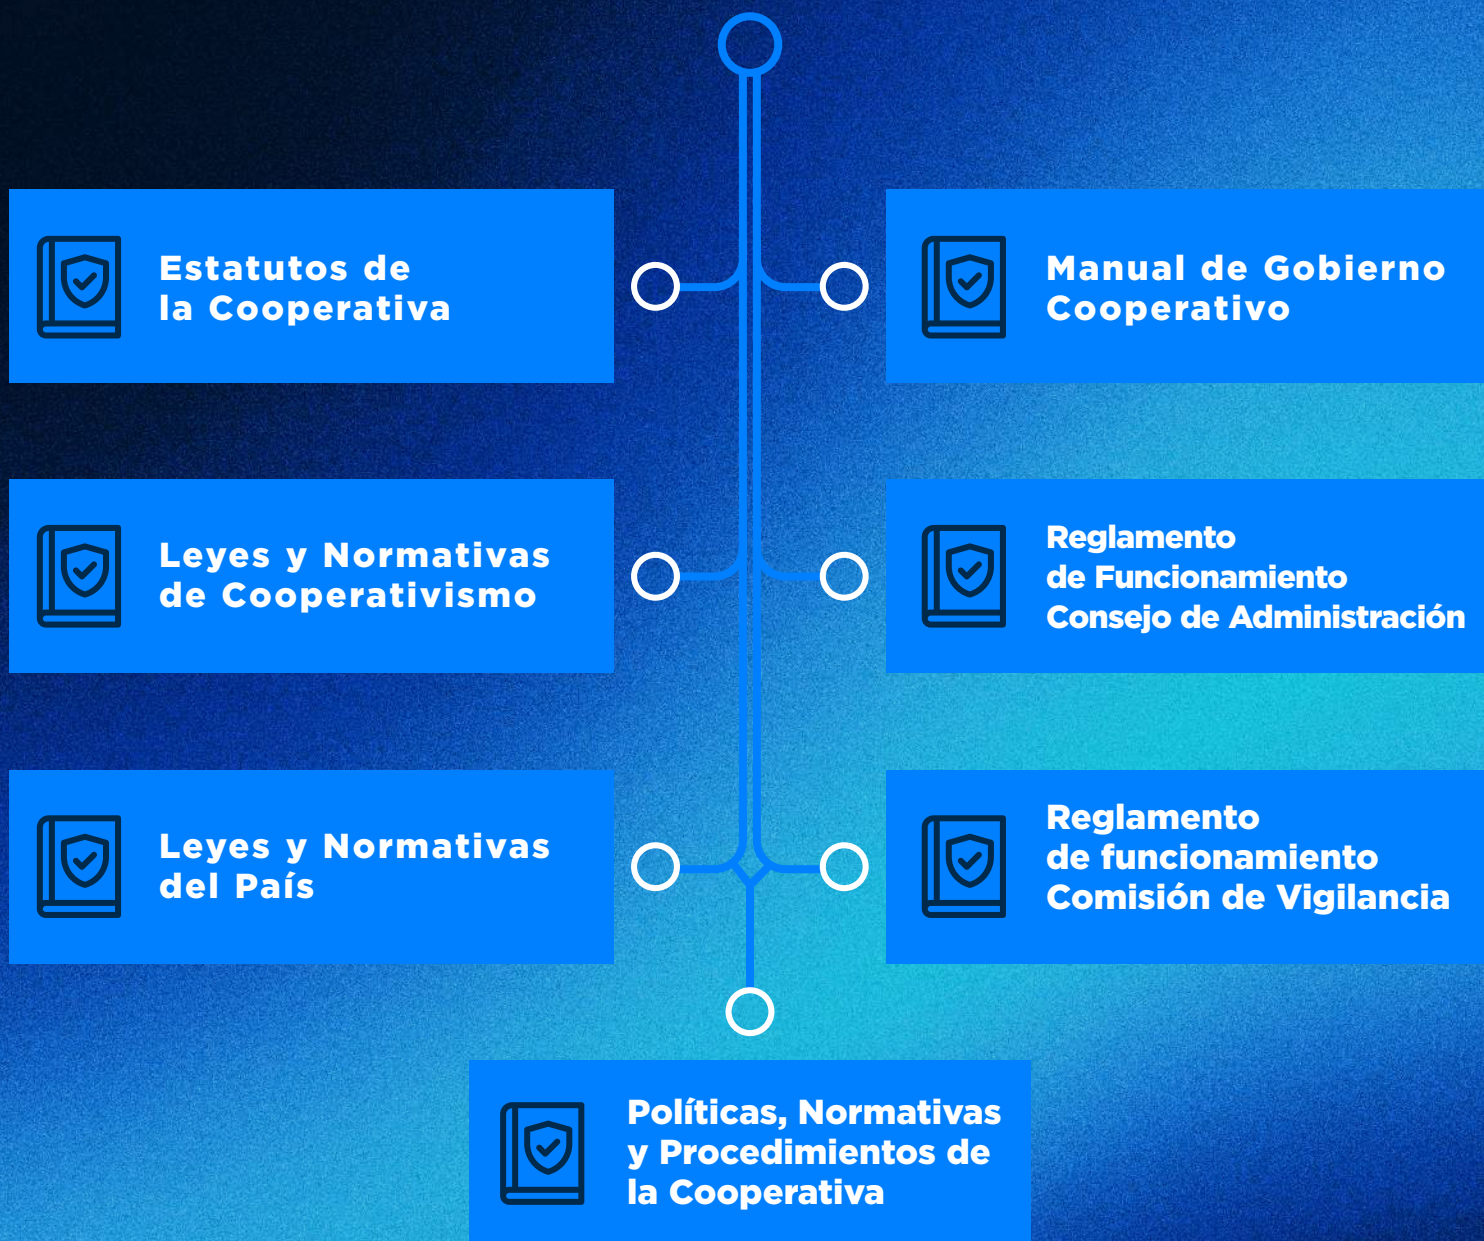 Estatutos de
la Cooperativa
Manual de Gobierno
Cooperativo
Leyes y Normativas
de Cooperativismo
Reglamento
de Funcionamiento
Consejo de Administración
Leyes y Normativas
del País
Reglamento
de funcionamiento
Comisión de Vigilancia
Políticas, Normativas
y Procedimientos de
la Cooperativa